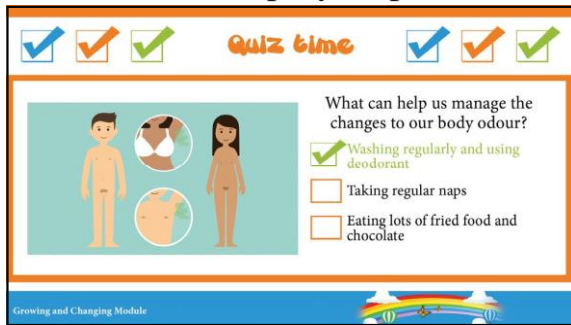 Quiz time
What can help us manage the
changes to our body odour?
Washing regularly and using
deodorant
Taking regular naps
Eating lots of fried food and
chocolate
Growing and Changing Module